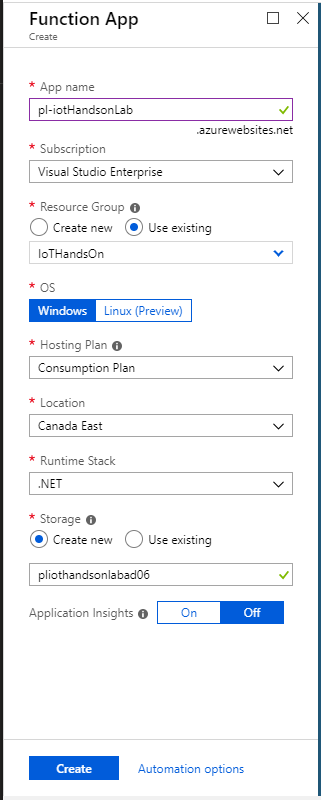 Function App
Create
* App name
pl-iotHandsonLab
.azurewebsites.net
* Subscription
Visual Studio Enterprise
* Resource Group
Create new Use existing
IoTHandsOn
* OS
Windows Linux (Preview)
* Hosting Plan
Consumption Plan
* Location
Canada East
* Runtime Stack
.NET
* Storage
Create new Use existing
pliothandsonlabad06
Application Insights On Off
Create Automation options